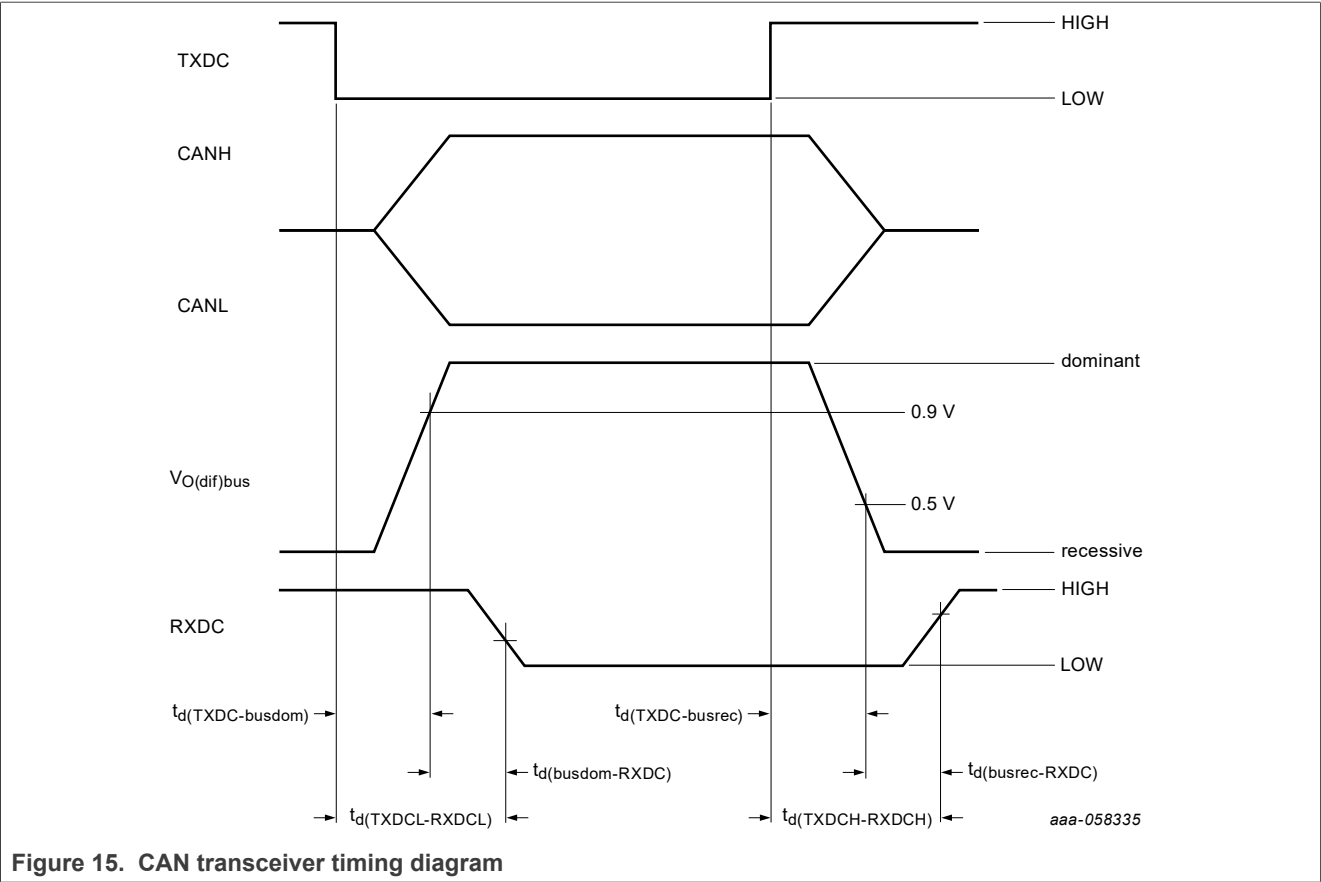 HIGH
TXDC
LOW
CANH
CANL
dominant
0.9 V
VO(dif)bus
0.5 V
recessive
HIGH
RXDC
LOW
td(TXDC-busdom)
td(TXDC-busrec)
td(busdom-RXDC)
td(busrec-RXDC)
td(TXDCL-RXDCL)
td(TXDCH-RXDCH)
aaa-058335
Figure 15. CAN transceiver timing diagram